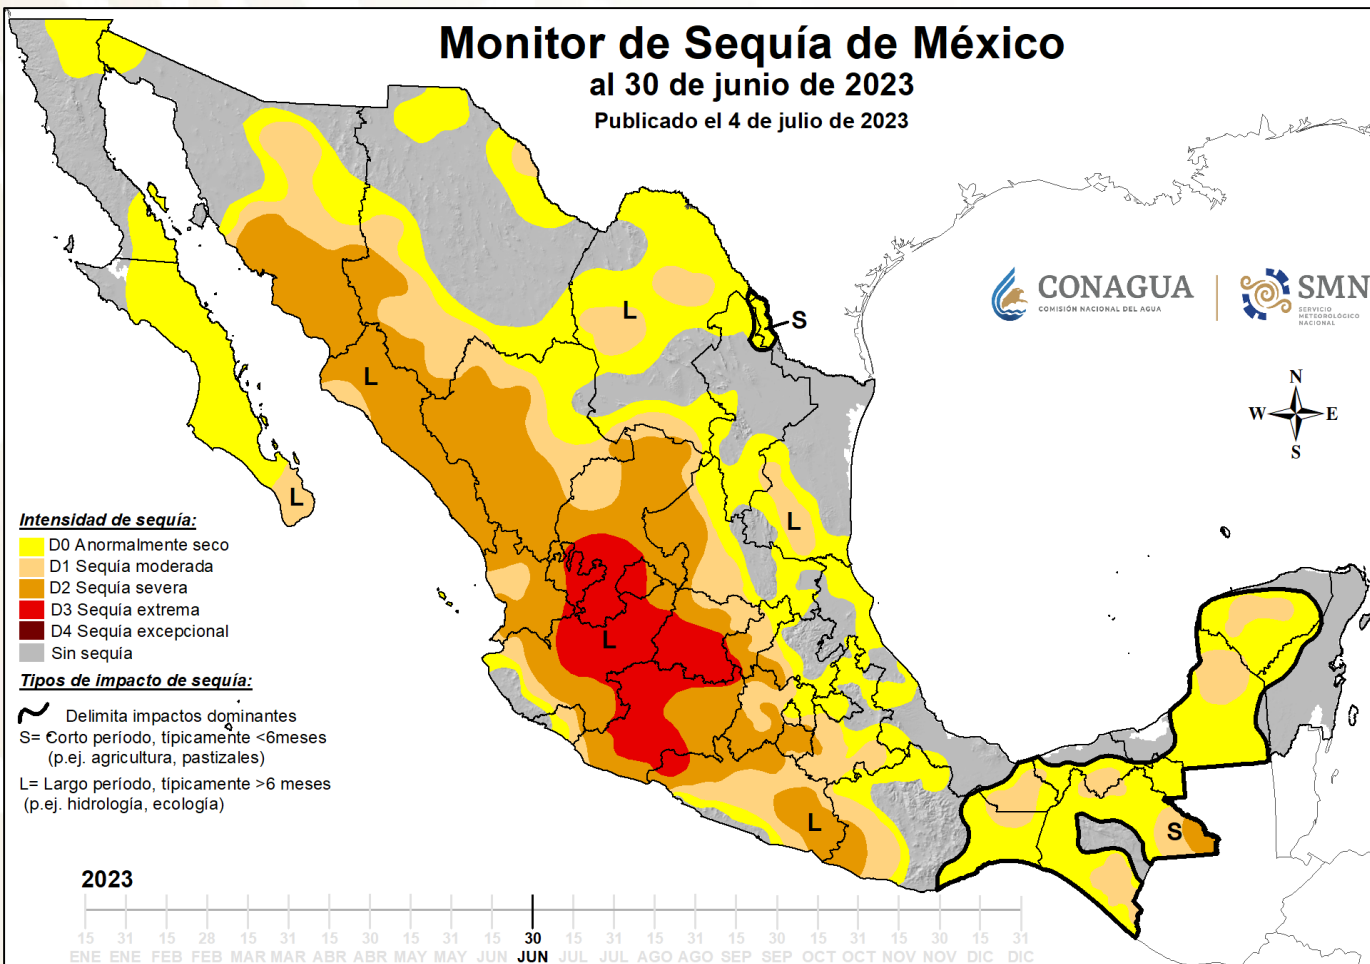 Monitor de Sequía de México
al 30 de junio de 2023
Publicado el 4 de julio de 2023
CONAGUA
COMISIÓN NACIONAL DEL AGUA
SMN
SERVICIO
METEOROLÓGICO
NACIONAL
N
W E
S
L
S
L
L
L
L
L
S
Intensidad de sequía:
D0 Anormalmente seco
D1 Sequía moderada
D2 Sequía severa
D3 Sequía extrema
D4 Sequía excepcional
Sin sequía
Tipos de impacto de sequía:
Delimita impactos dominantes
S= Corto período, típicamente <6meses
(p.ej. agricultura, pastizales)
L= Largo período, típicamente >6 meses
(p.ej. hidrología, ecología)
2023
15 31 15 28 15 31 15 30 15 31 15 30 15 31 15 31 15 30 15 31 15 30 15 31
ENE ENE FEB FEB MAR MAR ABR ABR MAY MAY JUN JUN JUL JUL AGO AGO SEP SEP OCT OCT NOV NOV DIC DIC